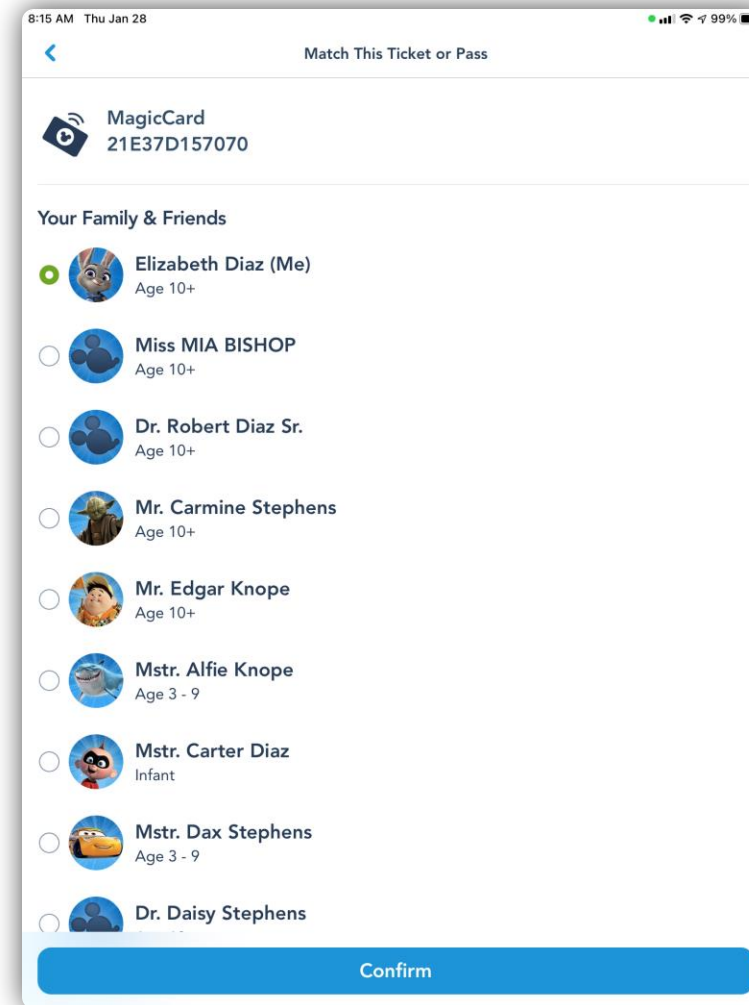 8:15 AM Thu Jan 28 99%
Match This Ticket or Pass
MagicCard
21E37D157070
Your Family & Friends
Elizabeth Diaz (Me)
Age 10+
Miss MIA BISHOP
Age 10+
Dr. Robert Diaz Sr.
Age 10+
Mr. Carmine Stephens
Age 10+
Mr. Edgar Knope
Age 10+
Mstr. Alfie Knope
Age 3 - 9
Mstr. Carter Diaz
Infant
Mstr. Dax Stephens
Age 3 - 9
Dr. Daisy Stephens
Confirm